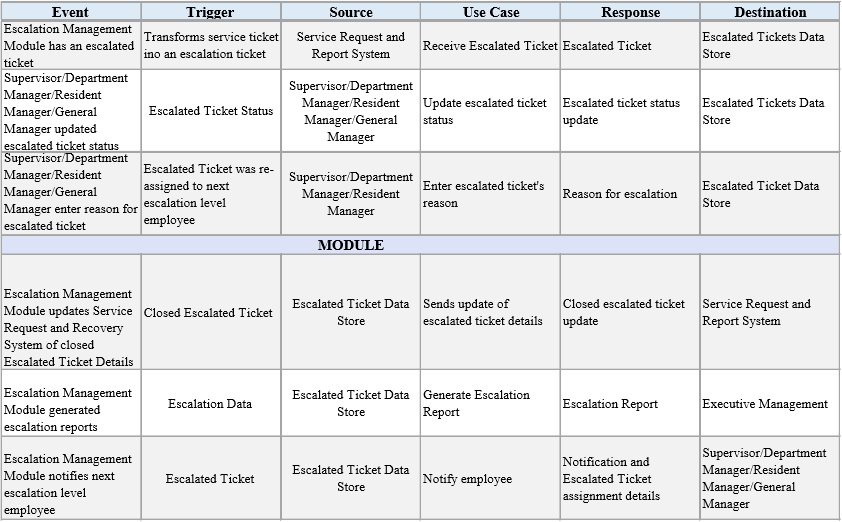 Event Trigger Source Use Case Response Destination
Escalation Management
Module has an escalated
ticket
Transforms service ticket
ino an escalation ticket
Service Request and
Report System
Receive Escalated Ticket
Escalated Ticket
Escalated Tickets Data
Store
Supervisor/Department
Manager/Resident
Manager/General
Manager updated
escalated ticket status
Escalated Ticket Status
Supervisor/Department
Manager/Resident
Manager/General
Manager
Update escalated ticket
status
Escalated ticket status
update
Escalated Tickets Data
Store
Supervisor/Department
Manager/Resident
Manager/General
Manager enter reason for
escalated ticket
Escalated Ticket was re-
assigned to next
escalation level
employee
Supervisor/Department
Manager/Resident
Manager
Enter escalated ticket's
reason
Reason for escalation
Escalated Ticket Data
Store
MODULE
Escalation Management
Module updates Service
Request and Recovery
System of closed
Escalated Ticket Details
Closed Escalated Ticket
Escalated Ticket Data
Store
Sends update of
escalated ticket details
Closed escalated ticket
update
Service Request and
Report System
Escalation Management
Module generated
escalation reports
Escalation Data
Escalated Ticket Data
Store
Generate Escalation
Report
Escalation Report
Executive Management
Escalation Management
Module notifies next
escalation level
employee
Escalated Ticket
Escalated Ticket Data
Store
Notify employee
Notification and
Escalated Ticket
assignment details
Supervisor/Department
Manager/Resident
Manager/General
Manager